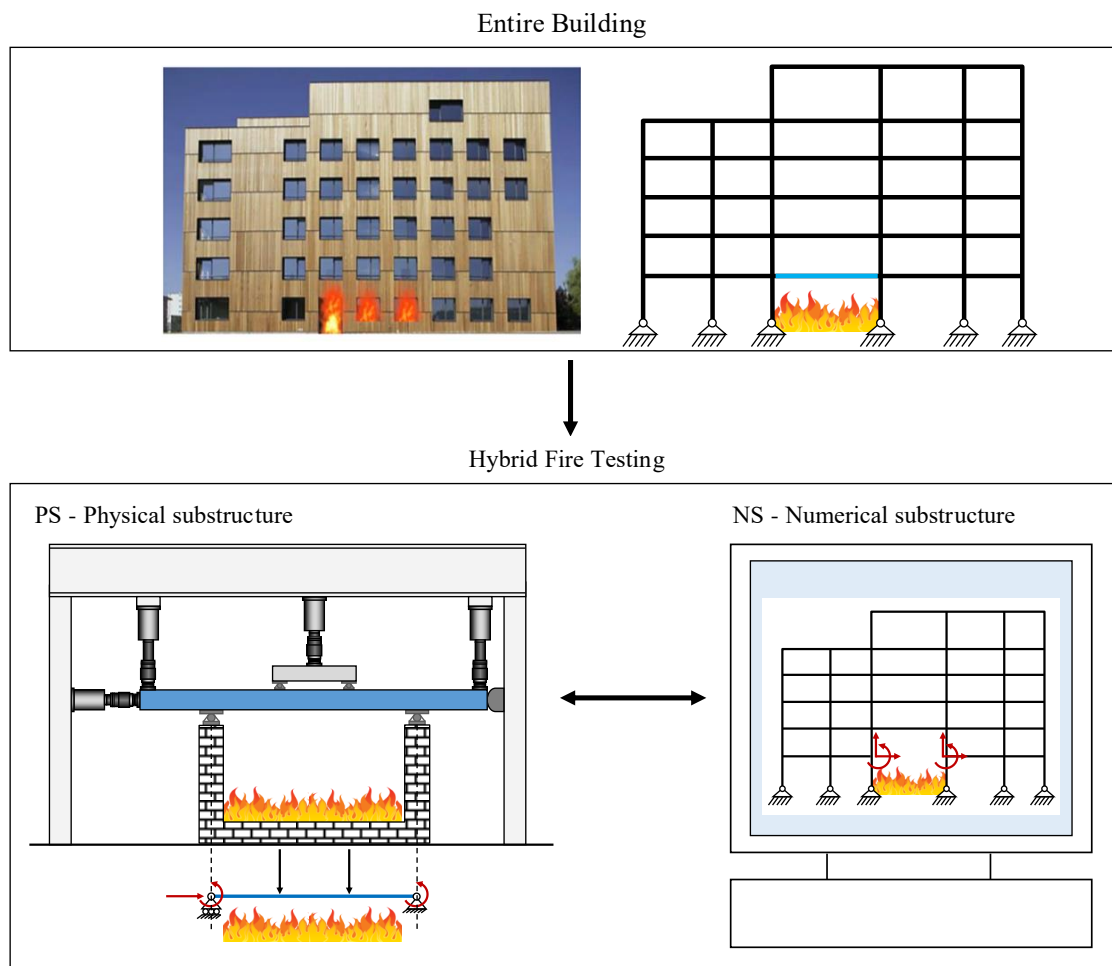 Entire Building
Hybrid Fire Testing
PS - Physical substructure
NS - Numerical substructure